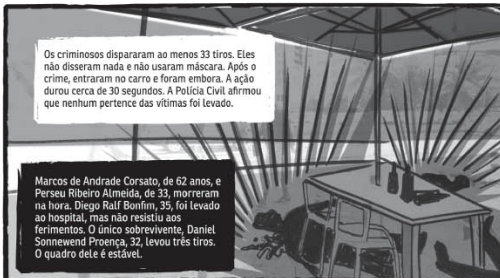 Os criminosos dispararam ao menos 33 tiros. Eles
não disseram nada e não usaram máscara. Após o
crime, entraram no carro e foram embora. A ação
durou cerca de 30 segundos. A Polícia Civil afirmou
que nenhum pertence das vítimas foi levado.
Marcos de Andrade Corsato, de 62 anos, e
Perseu Ribeiro Almeida, de 33, morreram
na hora. Diego Ralf Bonfim, 35, foi levado
ao hospital, mas não resistiu aos
ferimentos. O único sobrevivente, Daniel
Sonnewend Proença, 32, levou três tiros.
O quadro dele é estável.